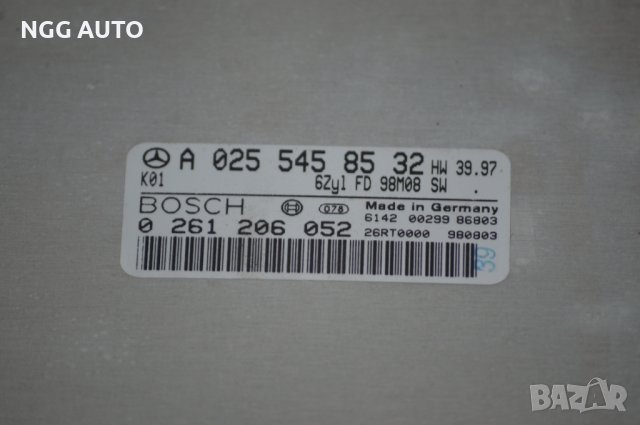 NGG AUTO
A 025 545 85 32 HW 39.97
K01 6Zyl FD 98M08 SW .
BOSCH 078 Made in Germany
6142 00299 86803
0 261 206 052 26RT0000 980803
39
BAZAR